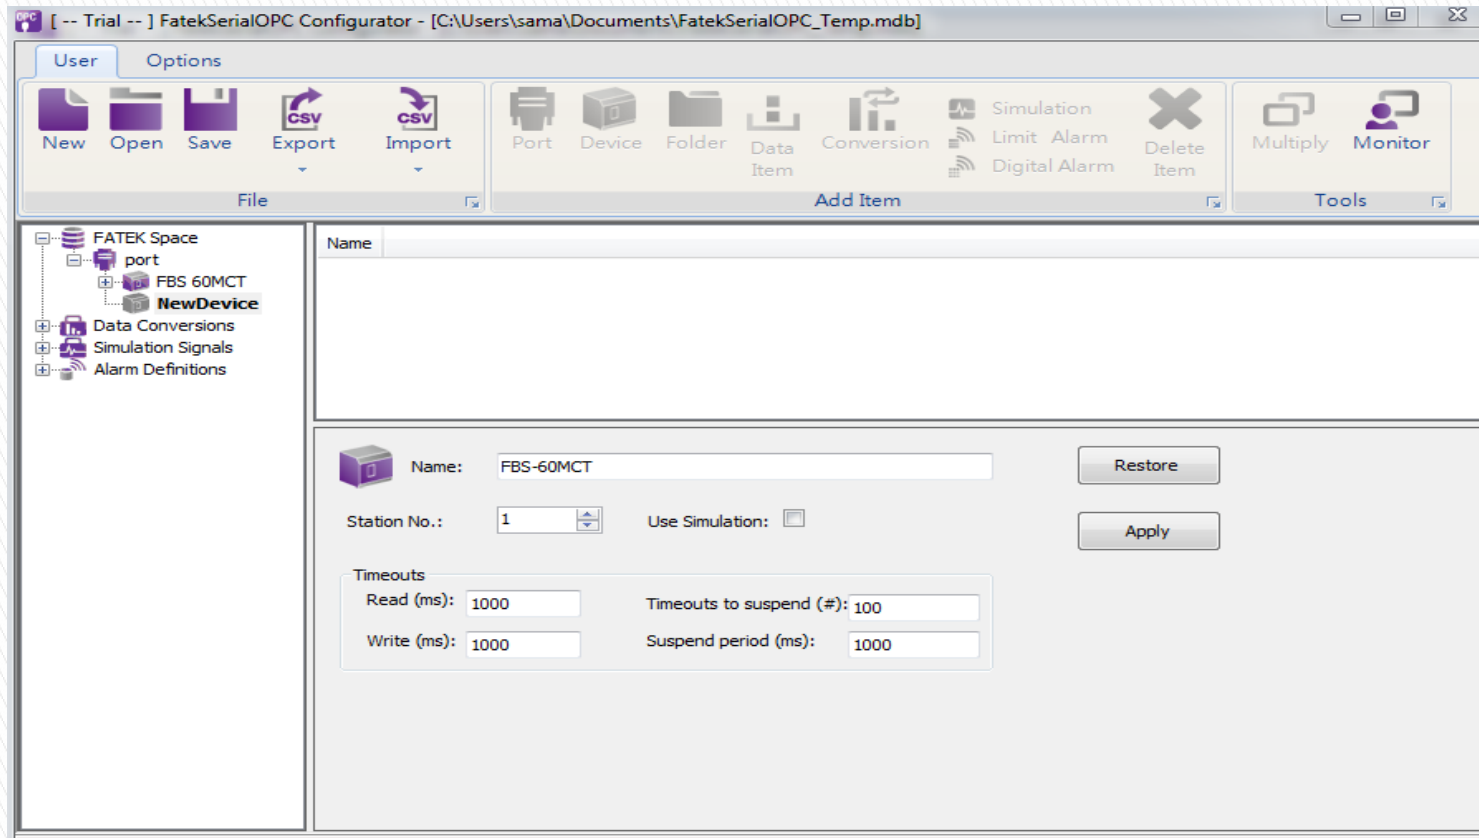 [ -- Trial -- ] FatekSerialOPC Configurator - [C:\Users\sama\Documents\FatekSerialOPC_Temp.mdb]
User Options
New Open Save Export Import
Port Device Folder Data Item Conversion
Simulation
Limit Alarm
Digital Alarm
Delete Item
Multiply Monitor
File Add Item Tools
FATEK Space
port
FBS 60MCT
NewDevice
Data Conversions
Simulation Signals
Alarm Definitions
Name
Name: FBS-60MCT Restore
Station No.: 1 Use Simulation: Apply
Timeouts
Read (ms): 1000 Timeouts to suspend (#): 100
Write (ms): 1000 Suspend period (ms): 1000
OPC
CSV
CSV